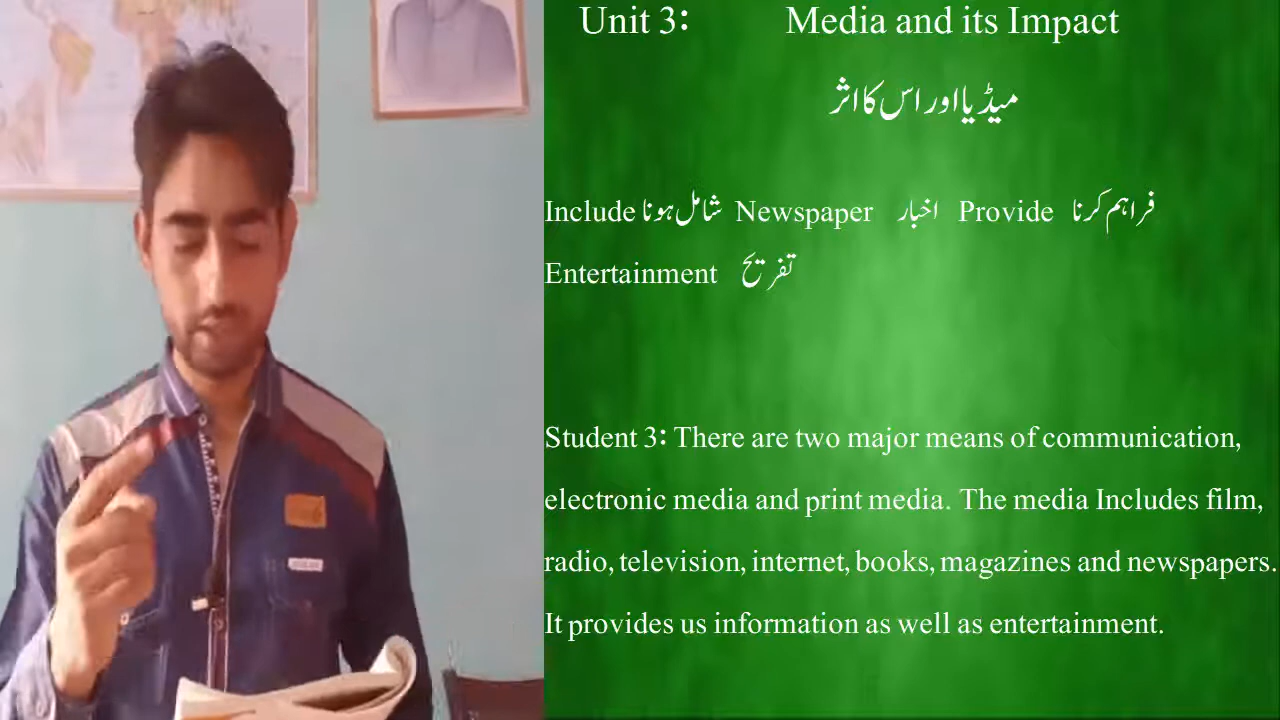 Unit 3: Media and its Impact
میڈیا اور اس کا اثر
Include شامل ہونا Newspaper اخبار Provide فراہم کرنا
Entertainment تفریح
Student 3: There are two major means of communication,
electronic media and print media. The media Includes film,
radio, television, internet, books, magazines and newspapers.
It provides us information as well as entertainment.